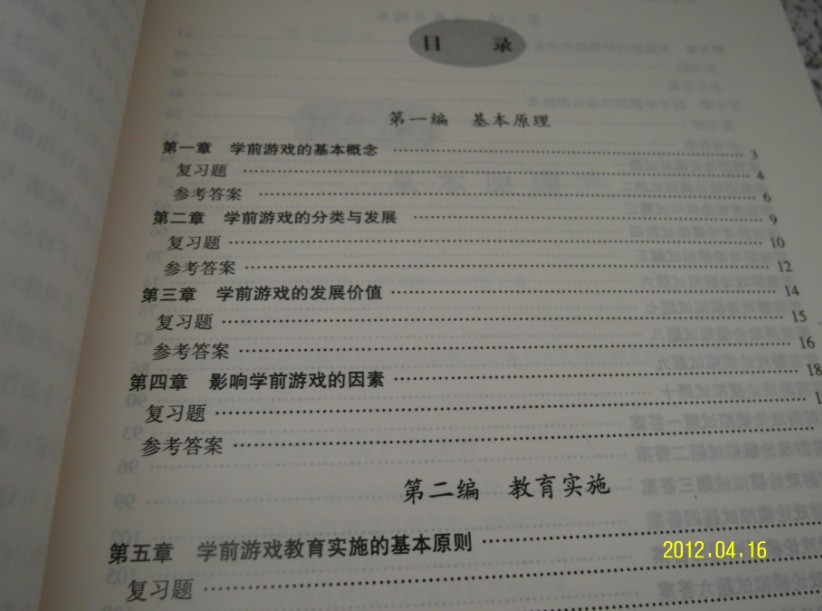 目 录
第一编 基本原理
第一章 学前游戏的基本概念 3
复习题 4
参考答案 6
第二章 学前游戏的分类与发展 9
复习题 10
参考答案 12
第三章 学前游戏的发展价值 14
复习题 15
参考答案 16
第四章 影响学前游戏的因素 18
复习题
参考答案
第二编 教育实施
第五章 学前游戏教育实施的基本原则
复习题
2012.04.16